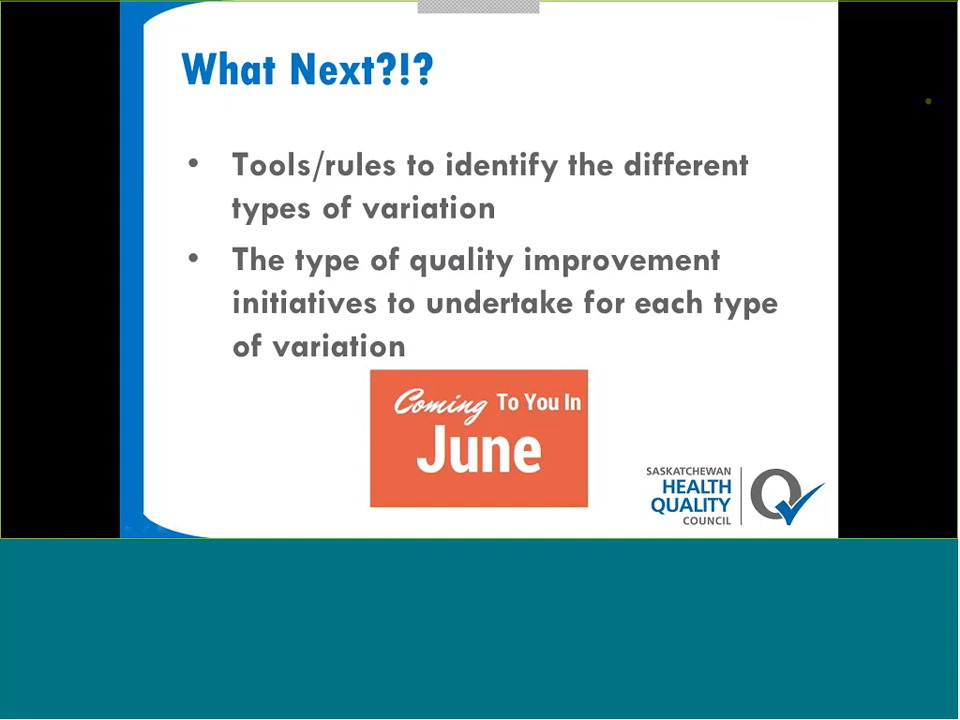 What Next?!?
• Tools/rules to identify the different
types of variation
• The type of quality improvement
initiatives to undertake for each type
of variation
Coming To You In
June
SASKATCHEWAN
HEALTH
QUALITY
COUNCIL